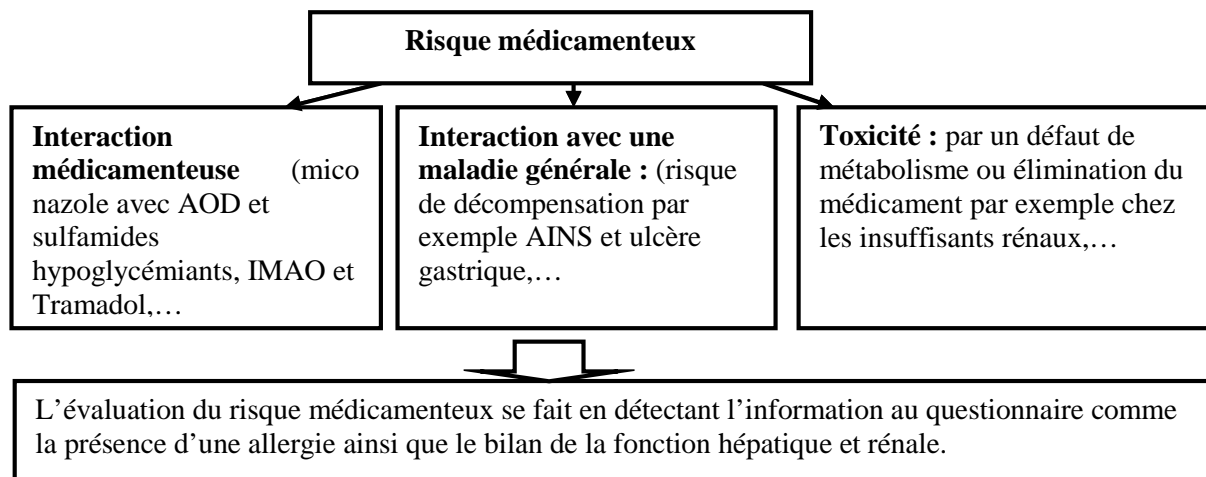 Risque médicamenteux
Interaction
médicamenteuse (mico
nazole avec AOD et
sulfamides
hypoglycémiants, IMAO et
Tramadol,…
Interaction avec une
maladie générale : (risque
de décompensation par
exemple AINS et ulcère
gastrique,…
Toxicité : par un défaut de
métabolisme ou élimination du
médicament par exemple chez
les insuffisants rénaux,…
L’évaluation du risque médicamenteux se fait en détectant l’information au questionnaire comme
la présence d’une allergie ainsi que le bilan de la fonction hépatique et rénale.